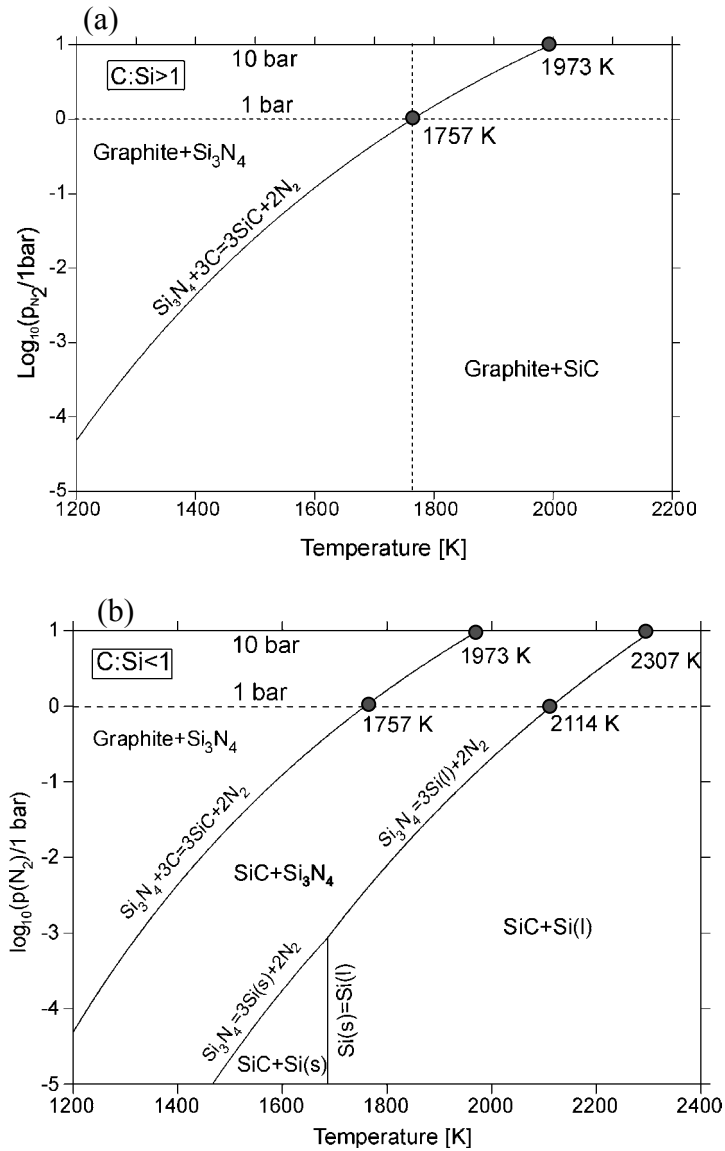 (a)
1
10 bar
C:Si>1
1973 K
1 bar
0
1757 K
Graphite+Si₃N₄
-1
Si₃N₄+3C=3SiC+2N₂
-2
Log₁₀(p_N₂/1bar)
-3
Graphite+SiC
-4
-5
1200 1400 1600 1800 2000 2200
Temperature [K]
(b)
1
10 bar
C:Si<1
1973 K
2307 K
1 bar
0
1757 K
2114 K
Graphite+Si₃N₄
-1
Si₃N₄+3C=3SiC+2N₂
Si₃N₄=3Si(l)+2N₂
-2
SiC+Si₃N₄
log₁₀(p(N₂)/1 bar)
-3
SiC+Si(l)
Si₃N₄=3Si(s)+2N₂
Si(s)=Si(l)
-4
SiC+Si(s)
-5
1200 1400 1600 1800 2000 2200 2400
Temperature [K]